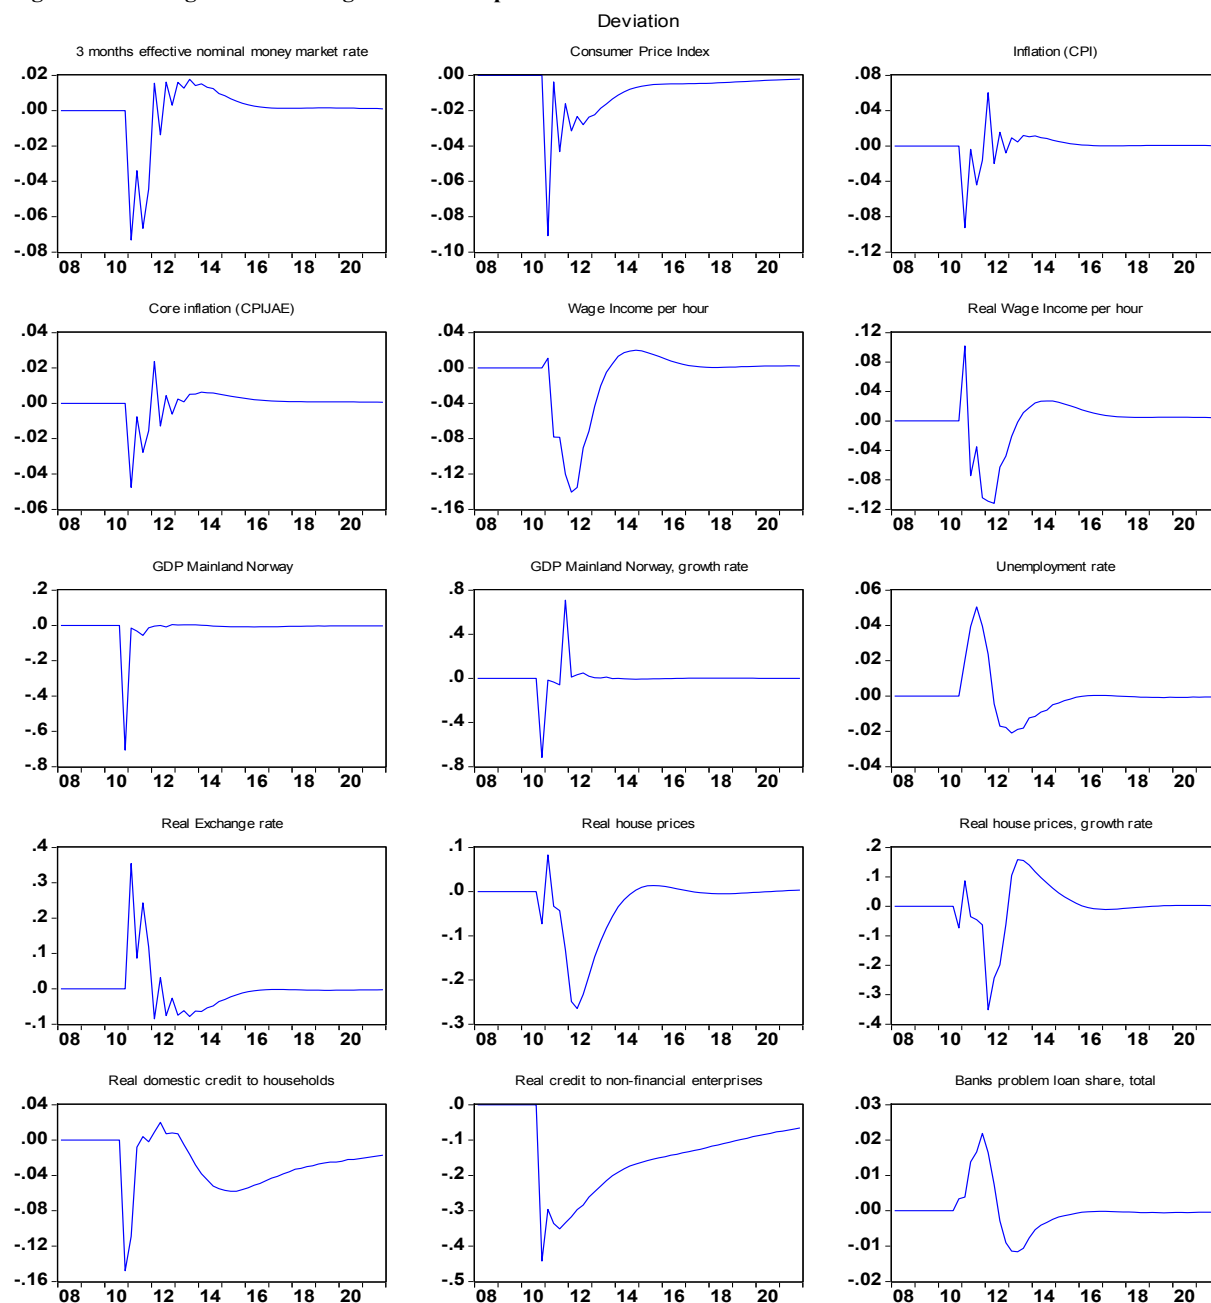 Deviation
3 months effective nominal money market rate
.02
.00
-.02
-.04
-.06
-.08
08 10 12 14 16 18 20
Consumer Price Index
.00
-.02
-.04
-.06
-.08
-.10
08 10 12 14 16 18 20
Inflation (CPI)
.08
.04
.00
-.04
-.08
-.12
08 10 12 14 16 18 20
Core inflation (CPIJAE)
.04
.02
.00
-.02
-.04
-.06
08 10 12 14 16 18 20
Wage Income per hour
.04
.00
-.04
-.08
-.12
-.16
08 10 12 14 16 18 20
Real Wage Income per hour
.12
.08
.04
.00
-.04
-.08
-.12
08 10 12 14 16 18 20
GDP Mainland Norway
.2
.0
-.2
-.4
-.6
-.8
08 10 12 14 16 18 20
GDP Mainland Norway, growth rate
.8
.4
.0
-.4
-.8
08 10 12 14 16 18 20
Unemployment rate
.06
.04
.02
.00
-.02
-.04
08 10 12 14 16 18 20
Real Exchange rate
.4
.3
.2
.1
.0
-.1
08 10 12 14 16 18 20
Real house prices
.1
.0
-.1
-.2
-.3
08 10 12 14 16 18 20
Real house prices, growth rate
.2
.1
.0
-.1
-.2
-.3
-.4
08 10 12 14 16 18 20
Real domestic credit to households
.04
.00
-.04
-.08
-.12
-.16
08 10 12 14 16 18 20
Real credit to non-financial enterprises
.0
-.1
-.2
-.3
-.4
-.5
08 10 12 14 16 18 20
Banks problem loan share, total
.03
.02
.01
.00
-.01
-.02
08 10 12 14 16 18 20